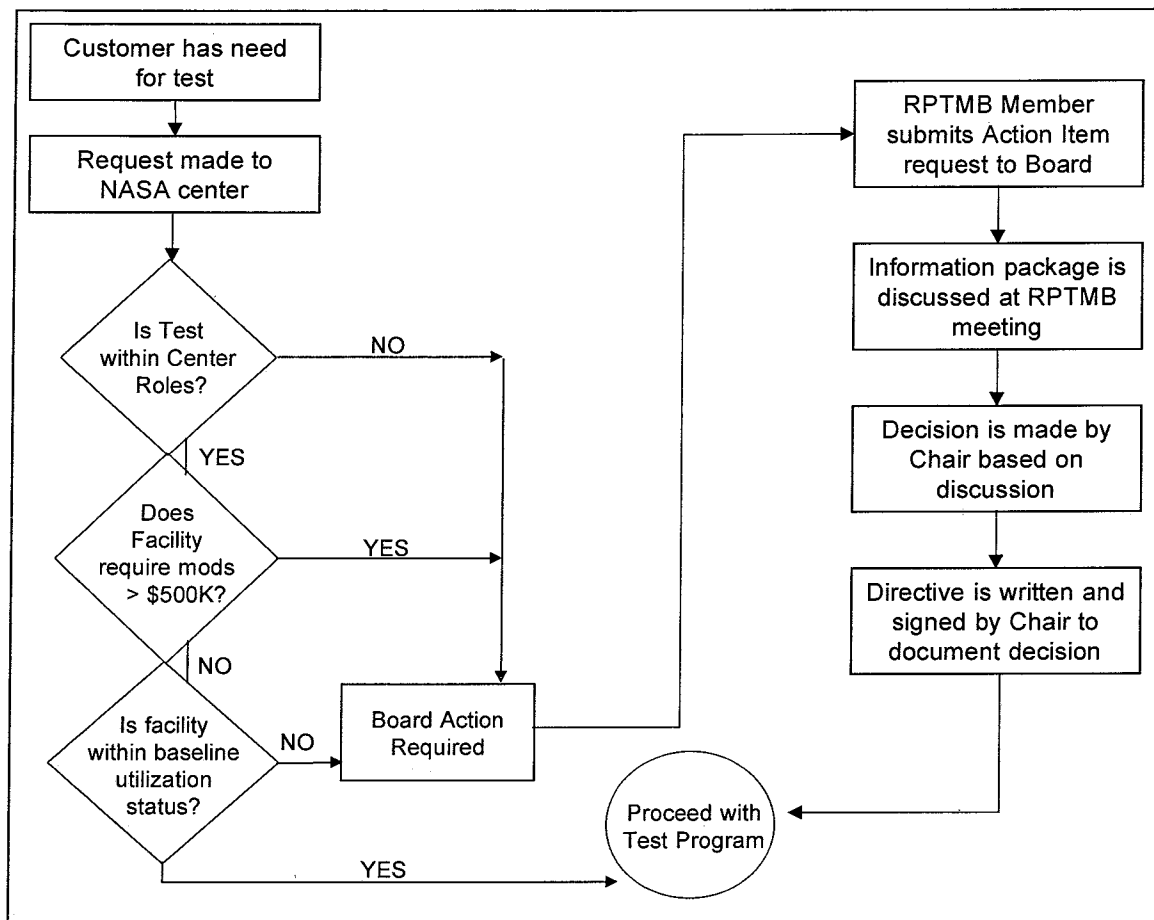 Customer has need
for test
Request made to
NASA center
Is Test
within Center
Roles?
NO
YES
Does
Facility
require mods
> $500K?
YES
NO
Is facility
within baseline
utilization
status?
NO
YES
Board Action
Required
RPTMB Member
submits Action Item
request to Board
Information package is
discussed at RPTMB
meeting
Decision is made by
Chair based on
discussion
Directive is written and
signed by Chair to
document decision
Proceed with
Test Program